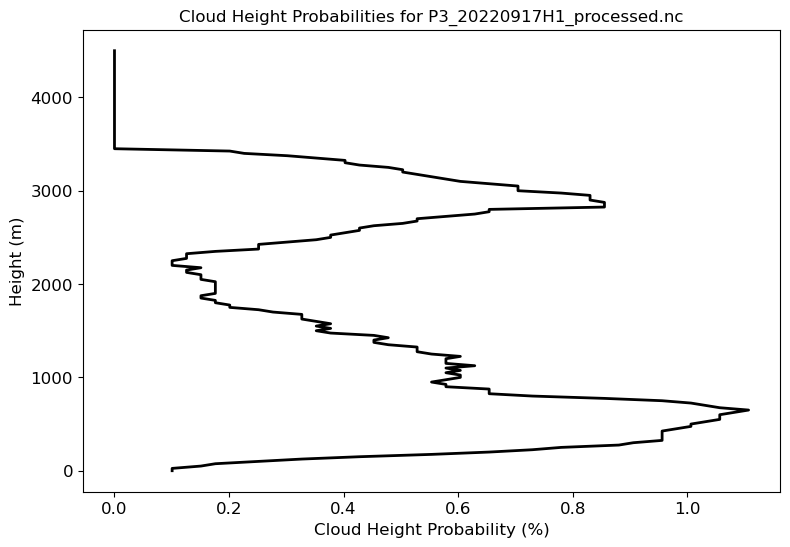 Cloud Height Probabilities for P3_20220917H1_processed.nc
4000
3000
2000
1000
0
Height (m)
0.0 0.2 0.4 0.6 0.8 1.0
Cloud Height Probability (%)